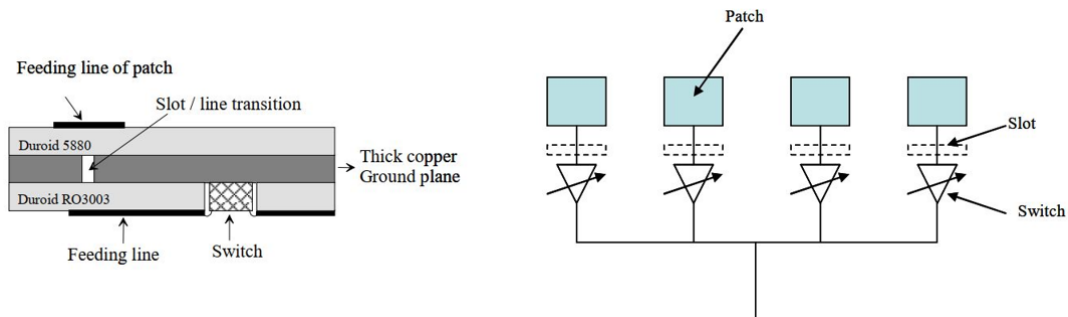 Feeding line of patch
Slot / line transition
Duroid 5880
Thick copper
Ground plane
Duroid RO3003
Feeding line
Switch
Patch
Slot
Switch